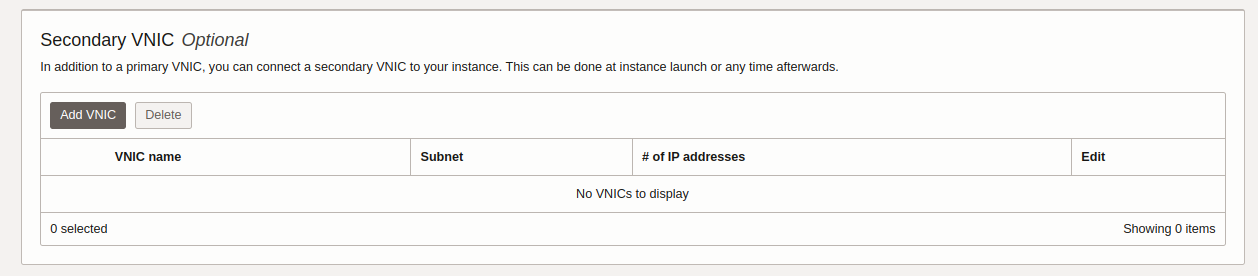 Secondary VNIC Optional
In addition to a primary VNIC, you can connect a secondary VNIC to your instance. This can be done at instance launch or any time afterwards.
Add VNIC Delete
VNIC name Subnet # of IP addresses Edit
No VNICs to display
0 selected Showing 0 items